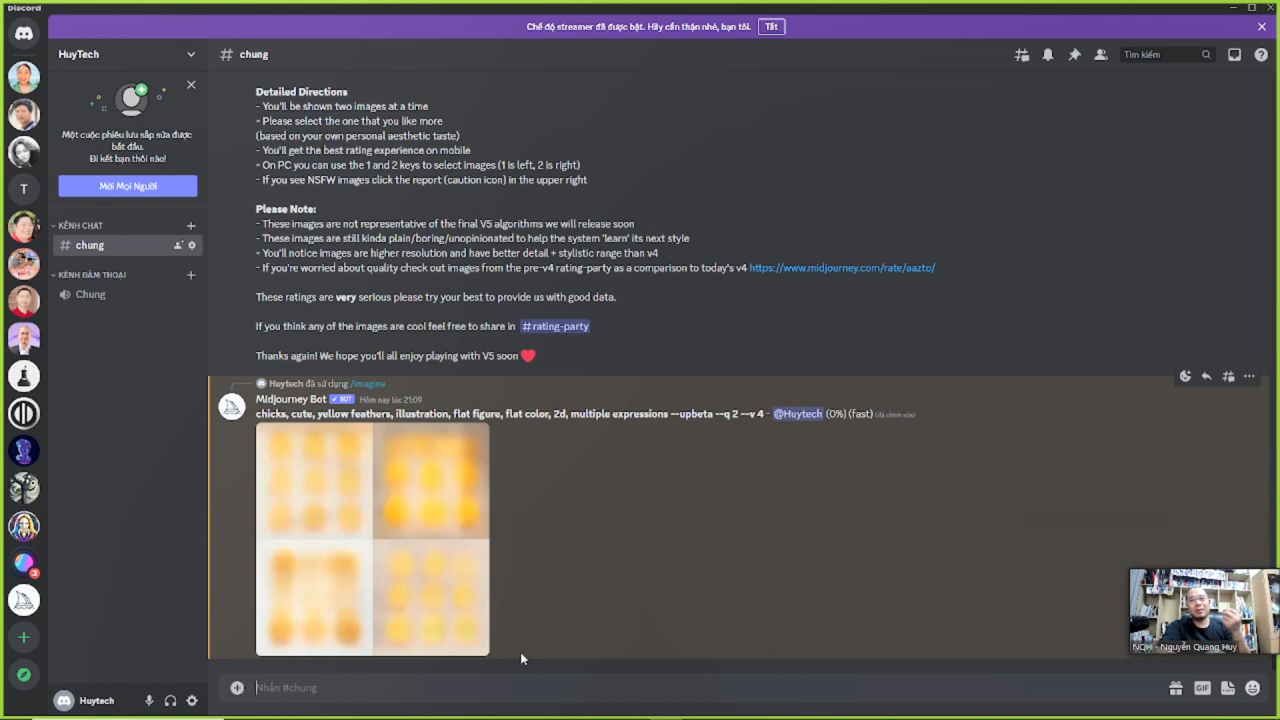 Discord
Chế độ streamer đã được bật. Hãy cẩn thận nhé, bạn tôi. Tắt
HuyTech
# chung
Tìm kiếm
Một cuộc phiêu lưu sắp sửa được
bắt đầu.
Đi kết bạn thôi nào!
Mời Mọi Người
KÊNH CHAT
# chung
KÊNH ĐÀM THOẠI
Chung
T
3
Detailed Directions
- You'll be shown two images at a time
- Please select the one that you like more
(based on your own personal aesthetic taste)
- You'll get the best rating experience on mobile
- On PC you can use the 1 and 2 keys to select images (1 is left, 2 is right)
- If you see NSFW images click the report (caution icon) in the upper right
Please Note:
- These images are not representative of the final V5 algorithms we will release soon
- These images are still kinda plain/boring/unopinionated to help the system 'learn' its next style
- You'll notice images are higher resolution and have better detail + stylistic range than v4
- If you're worried about quality check out images from the pre-v4 rating-party as a comparison to today's v4 https://www.midjourney.com/rate/aazto/
These ratings are very serious please try your best to provide us with good data.
If you think any of the images are cool feel free to share in #rating-party
Thanks again! We hope you'll all enjoy playing with V5 soon
Huytech đã sử dụng /imagine
Midjourney Bot BOT Hôm nay lúc 21:09
chicks, cute, yellow feathers, illustration, flat figure, flat color, 2d, multiple expressions --upbeta --q 2 --v 4 - @Huytech (0%) (fast) (đã chỉnh sửa)
NQH - Nguyễn Quang Huy
Nhắn #chung
GIF
Huytech